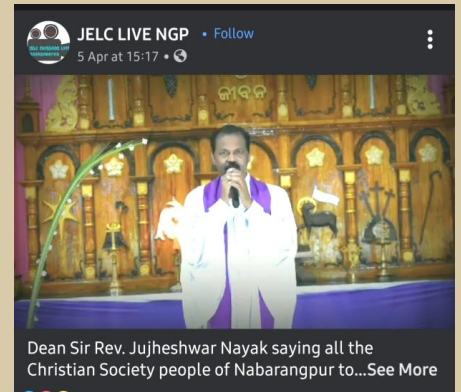 JELC LIVE NGP • Follow
5 Apr at 15:17 •
ଜୀବନ
Dean Sir Rev. Jujheshwar Nayak saying all the
Christian Society people of Nabarangpur to...See More